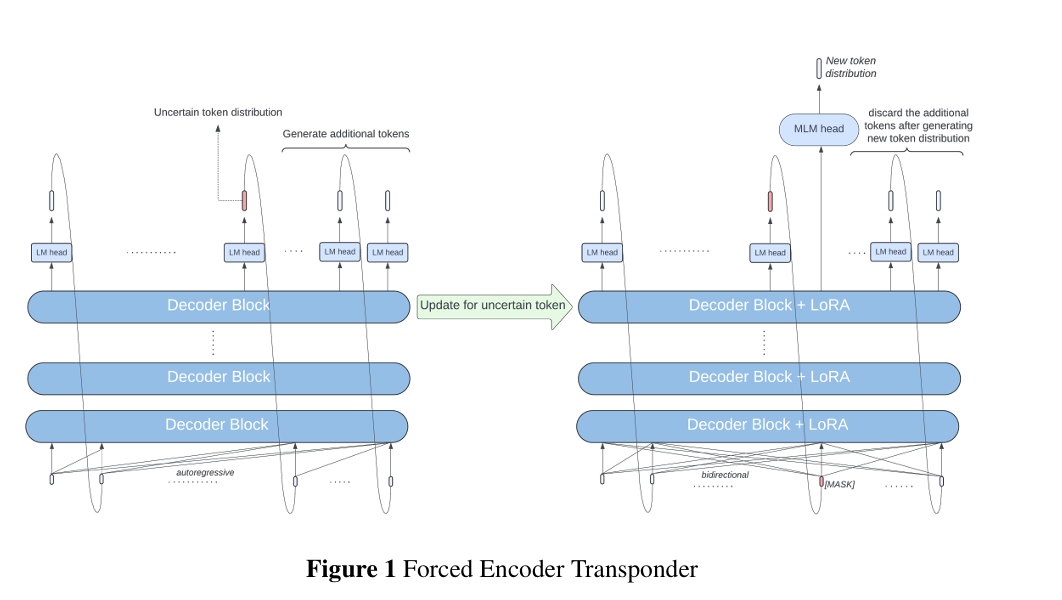 New token
distribution
Uncertain token distribution
Generate additional tokens
MLM head
discard the additional
tokens after generating
new token distribution
LM head
LM head
LM head
LM head
LM head
LM head
LM head
LM head
Decoder Block
Update for uncertain token
Decoder Block + LoRA
Decoder Block
Decoder Block + LoRA
Decoder Block
Decoder Block + LoRA
autoregressive
bidirectional
[MASK]
Figure 1 Forced Encoder Transponder